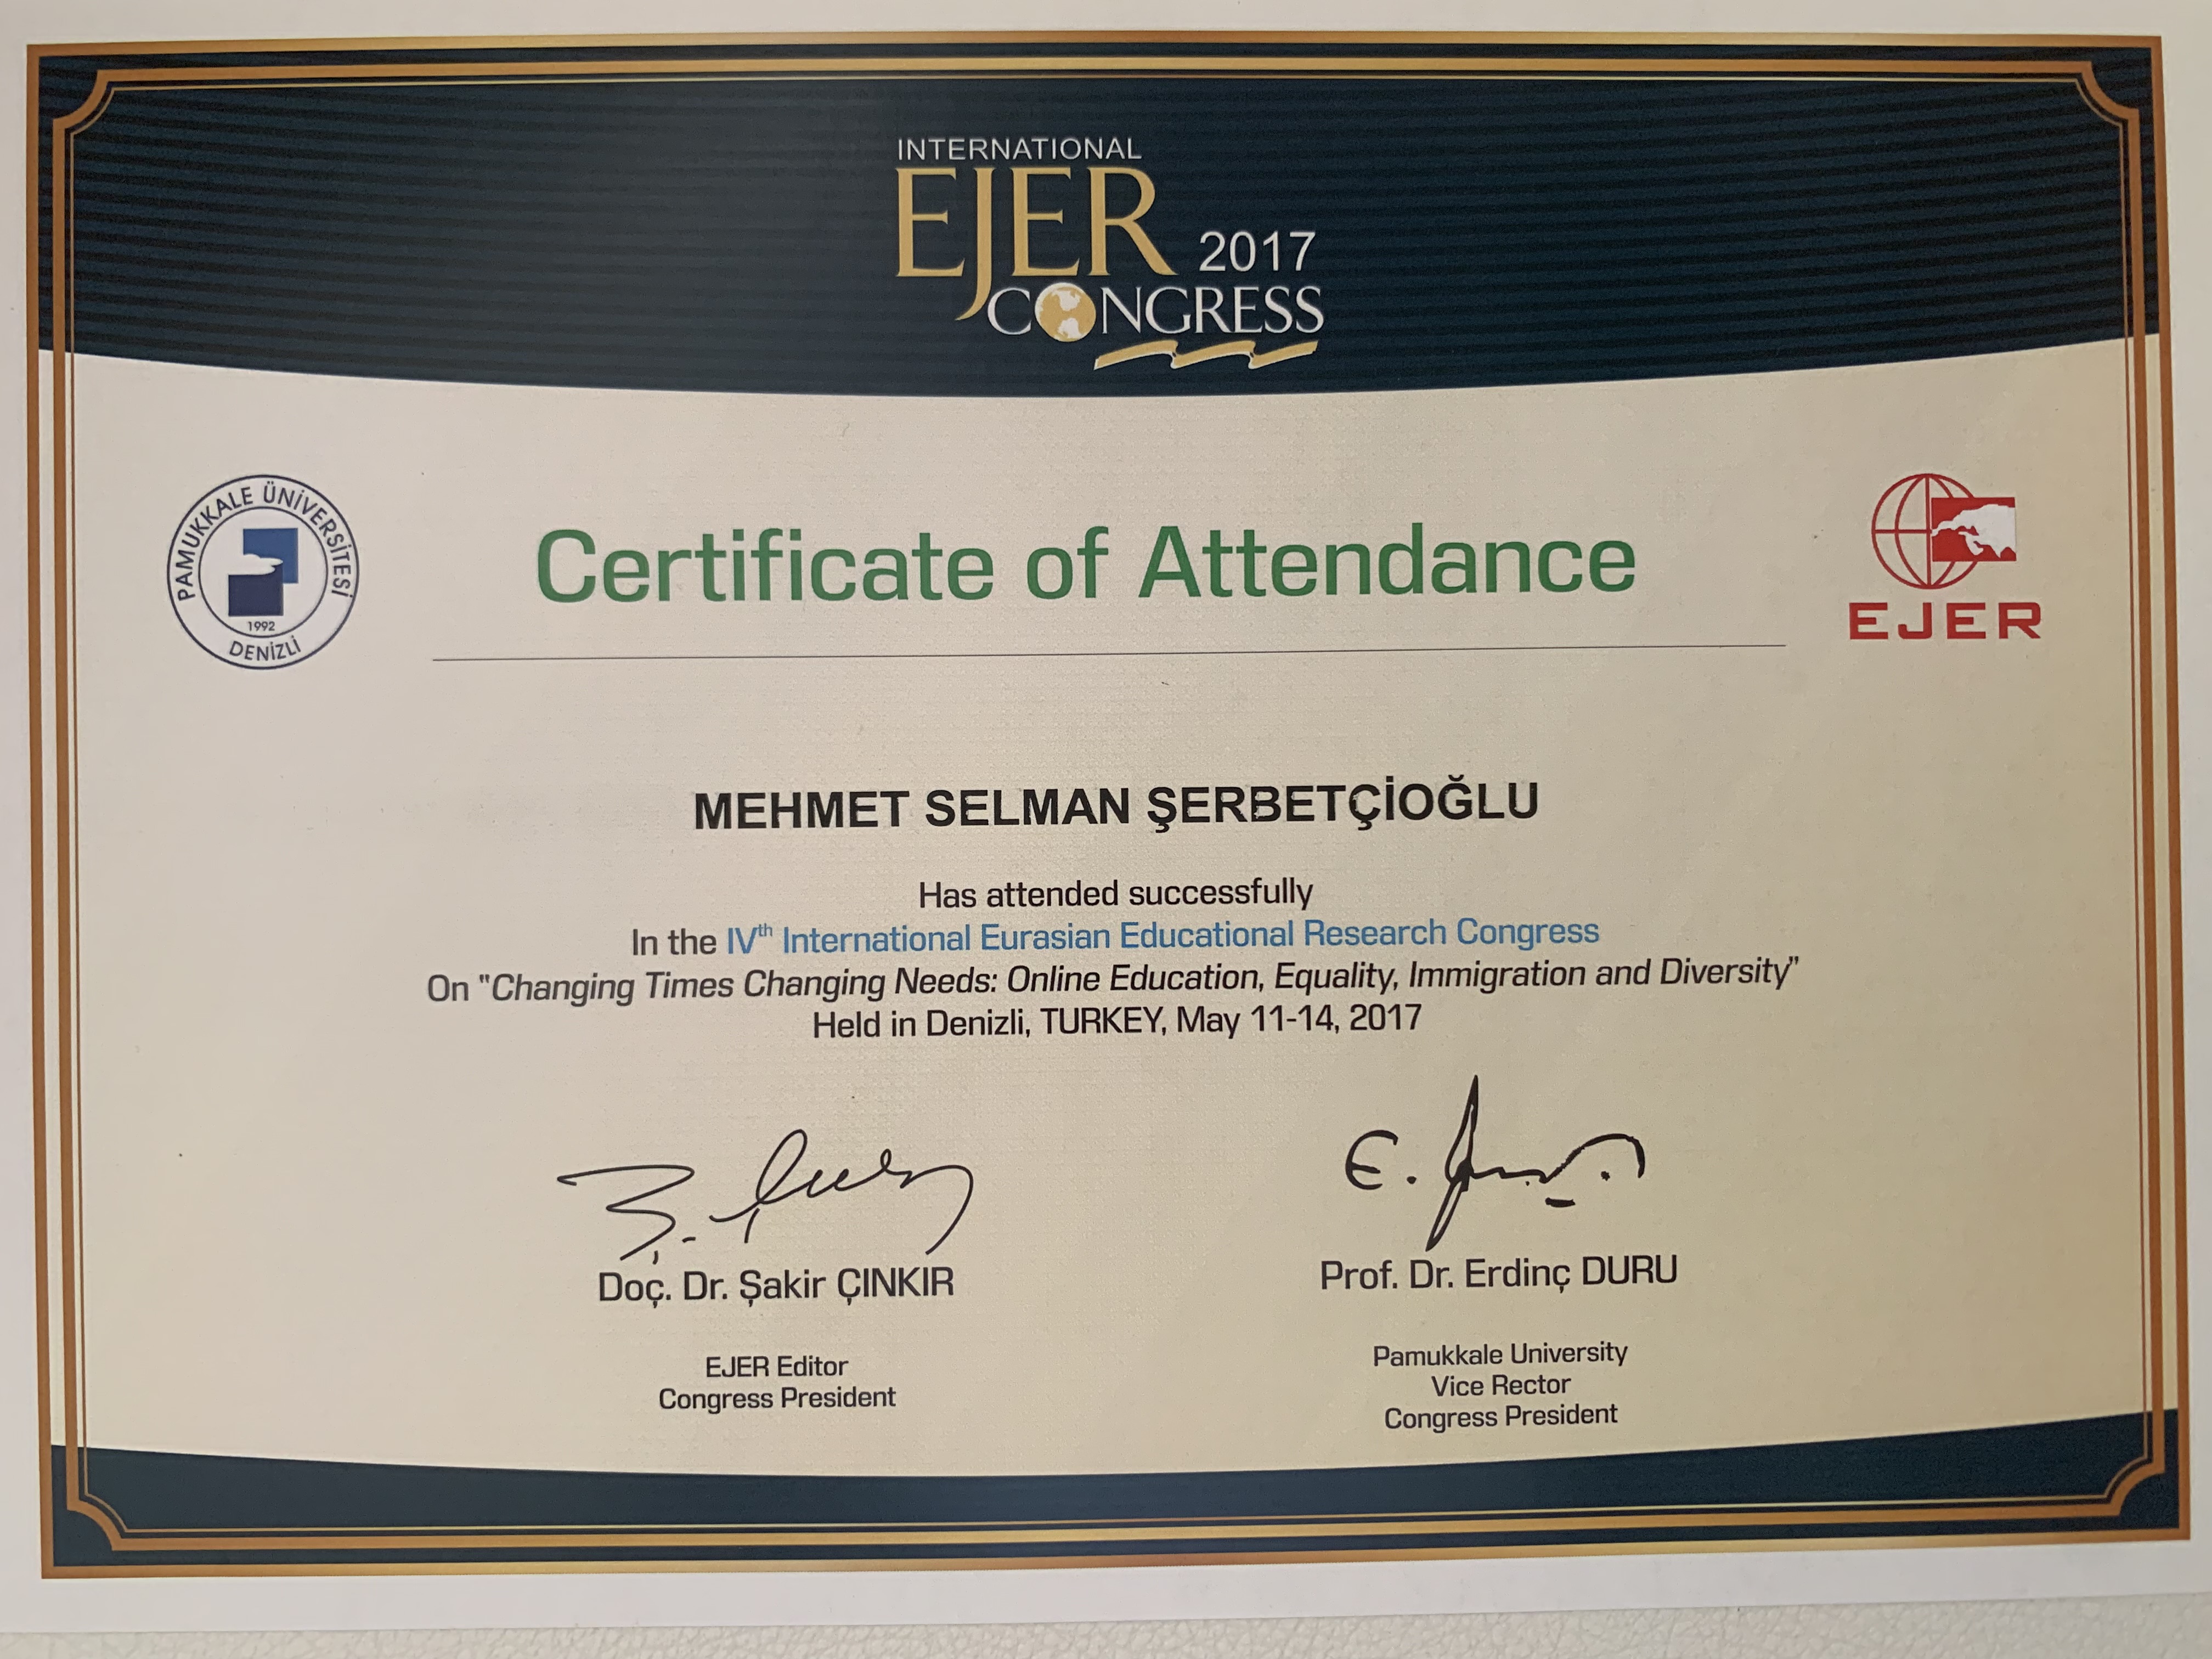 INTERNATIONAL
EJER 2017
CONGRESS
PAMUKKALE ÜNİVERSİTESİ
1992
DENİZLİ
Certificate of Attendance
EJER
MEHMET SELMAN ŞERBETÇİOĞLU
Has attended successfully
In the IVth International Eurasian Educational Research Congress
On "Changing Times Changing Needs: Online Education, Equality, Immigration and Diversity"
Held in Denizli, TURKEY, May 11-14, 2017
Doç. Dr. Şakir ÇINKIR
EJER Editor
Congress President
Prof. Dr. Erdinç DURU
Pamukkale University
Vice Rector
Congress President